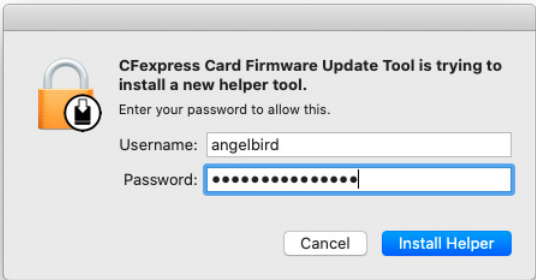 CFexpress Card Firmware Update Tool is trying to
install a new helper tool.
Enter your password to allow this.
Username: angelbird
Password: •••••••••••••••
Cancel Install Helper